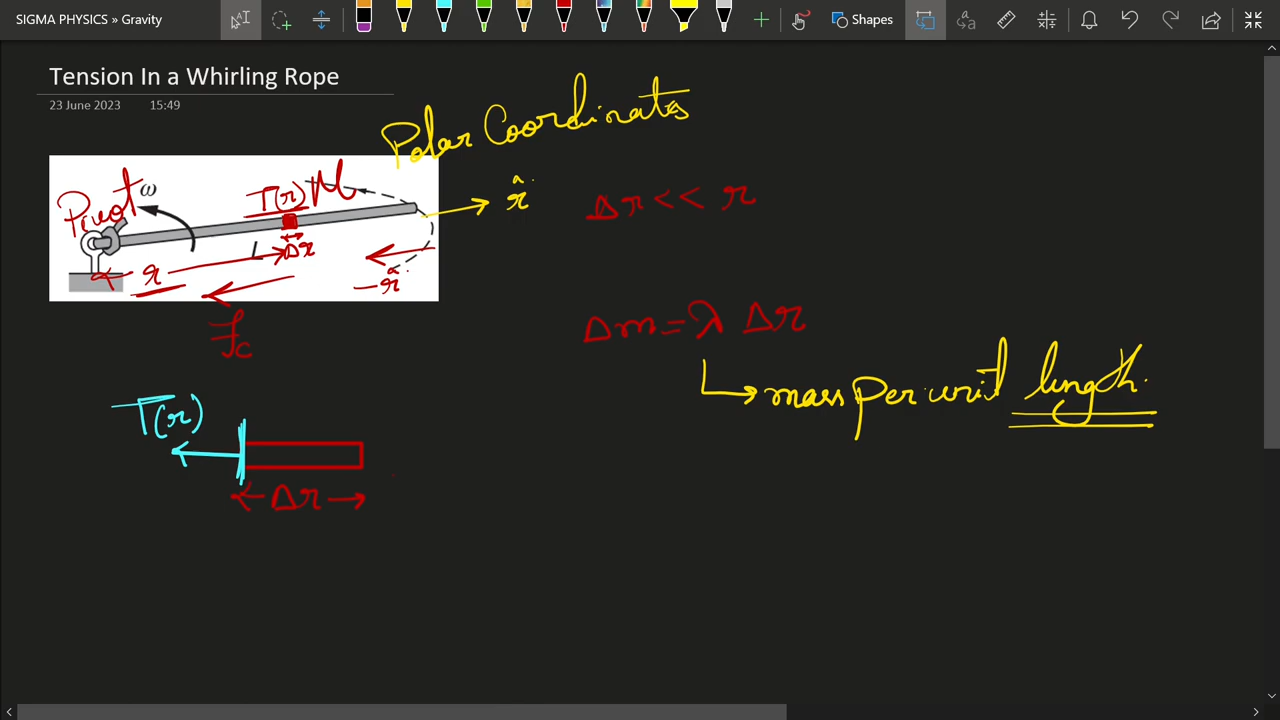 SIGMA PHYSICS » Gravity
Shapes
Tension In a Whirling Rope
23 June 2023 15:49
Polar Coordinates
Pivot ω T(r) M
r̂
Δr << r
L Δr
r
-r̂
Fc
Δm = λ Δr
mass per unit length.
T(r)
Δr